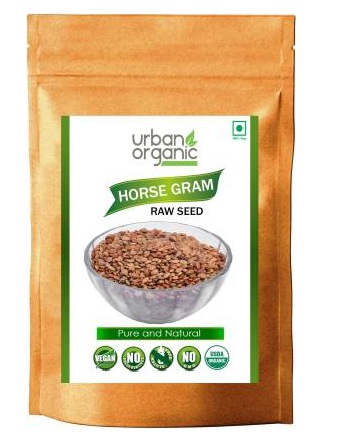 urban
organic
HORSE GRAM
RAW SEED
Pure and Natural
VEGAN
NO
NO
USDA
ORGANIC